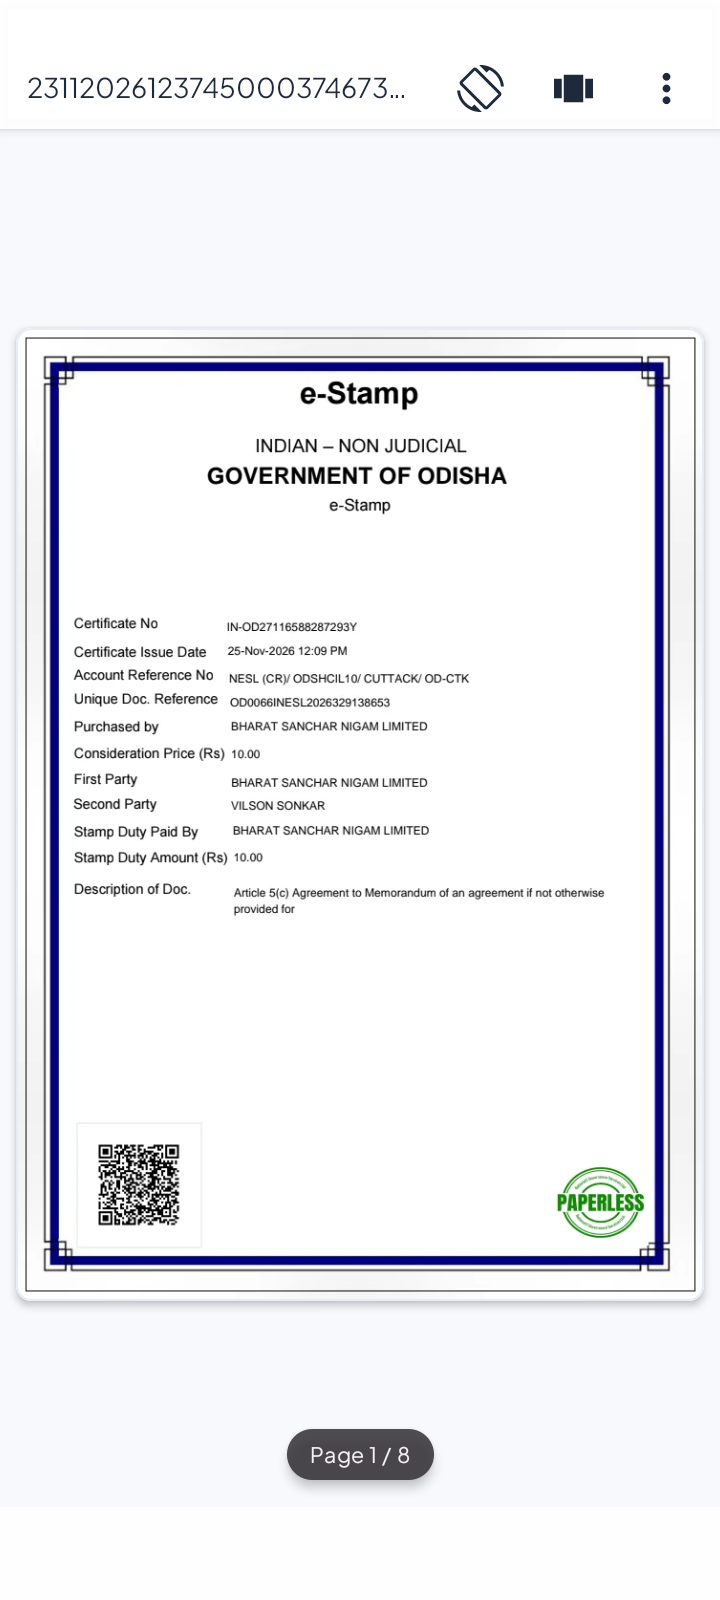 23112026123745000374673...
e-Stamp
INDIAN – NON JUDICIAL
GOVERNMENT OF ODISHA
e-Stamp
Certificate No IN-OD27116588287293Y
Certificate Issue Date 25-Nov-2026 12:09 PM
Account Reference No NESL (CR)/ ODSHCIL10/ CUTTACK/ OD-CTK
Unique Doc. Reference OD0066INESL2026329138653
Purchased by BHARAT SANCHAR NIGAM LIMITED
Consideration Price (Rs) 10.00
First Party BHARAT SANCHAR NIGAM LIMITED
Second Party VILSON SONKAR
Stamp Duty Paid By BHARAT SANCHAR NIGAM LIMITED
Stamp Duty Amount (Rs) 10.00
Description of Doc. Article 5(c) Agreement to Memorandum of an agreement if not otherwise
provided for
PAPERLESS
Page 1 / 8